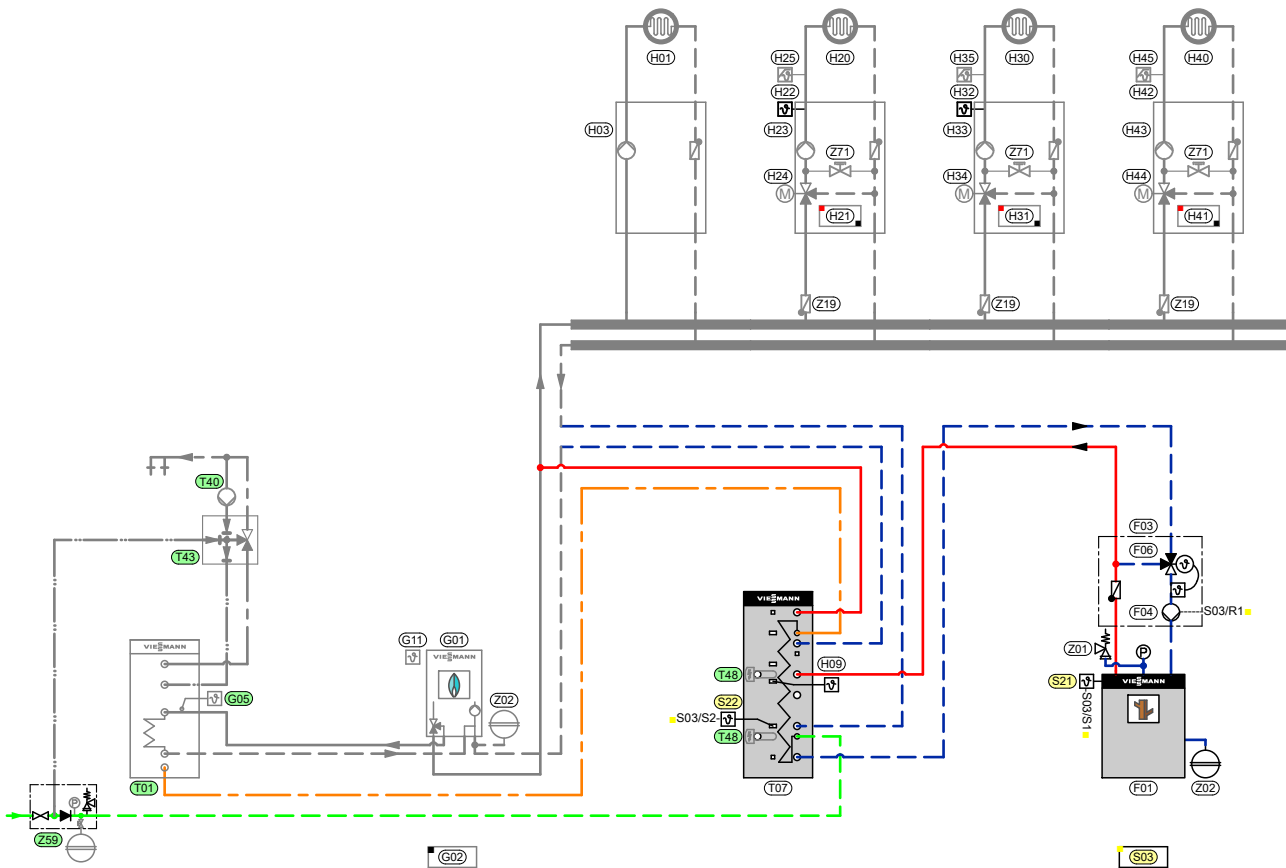 H01
H25
H20
H35
H30
H45
H40
H22
H32
H42
H03
H23
H33
H43
Z71
Z71
Z71
H24
M
H34
M
H44
M
H21
H31
H41
Z19
Z19
Z19
T40
T43
F03
F06
F04
S03/R1
VIESMANN
G11
G01
VIESMANN
Z01
P
VIESMANN
H09
T48
S21
VIESMANN
G05
Z02
S22
S03/S2
S03/S1
T48
T01
T07
F01
Z02
P
Z59
G02
S03